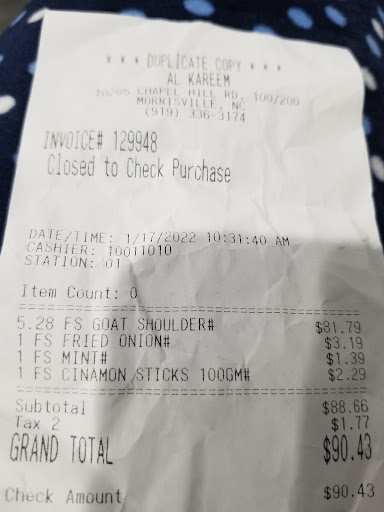 * * * DUPLICATE COPY * * *
AL KAREEM
CHAPEL HILL RD, 100/200
MORRISVILLE, NC
(919) 336-3174
INVOICE# 129948
Closed to Check Purchase
DATE/TIME: 1/17/2022 10:31:40 AM
CASHIER: 10011010
STATION: 01
Item Count: 0
5.28 FS GOAT SHOULDER# $81.79
1 FS FRIED ONION# $3.19
1 FS MINT# $1.39
1 FS CINAMON STICKS 100GM# $2.29
Subtotal $88.66
Tax 2 $1.77
GRAND TOTAL $90.43
Check Amount $90.43